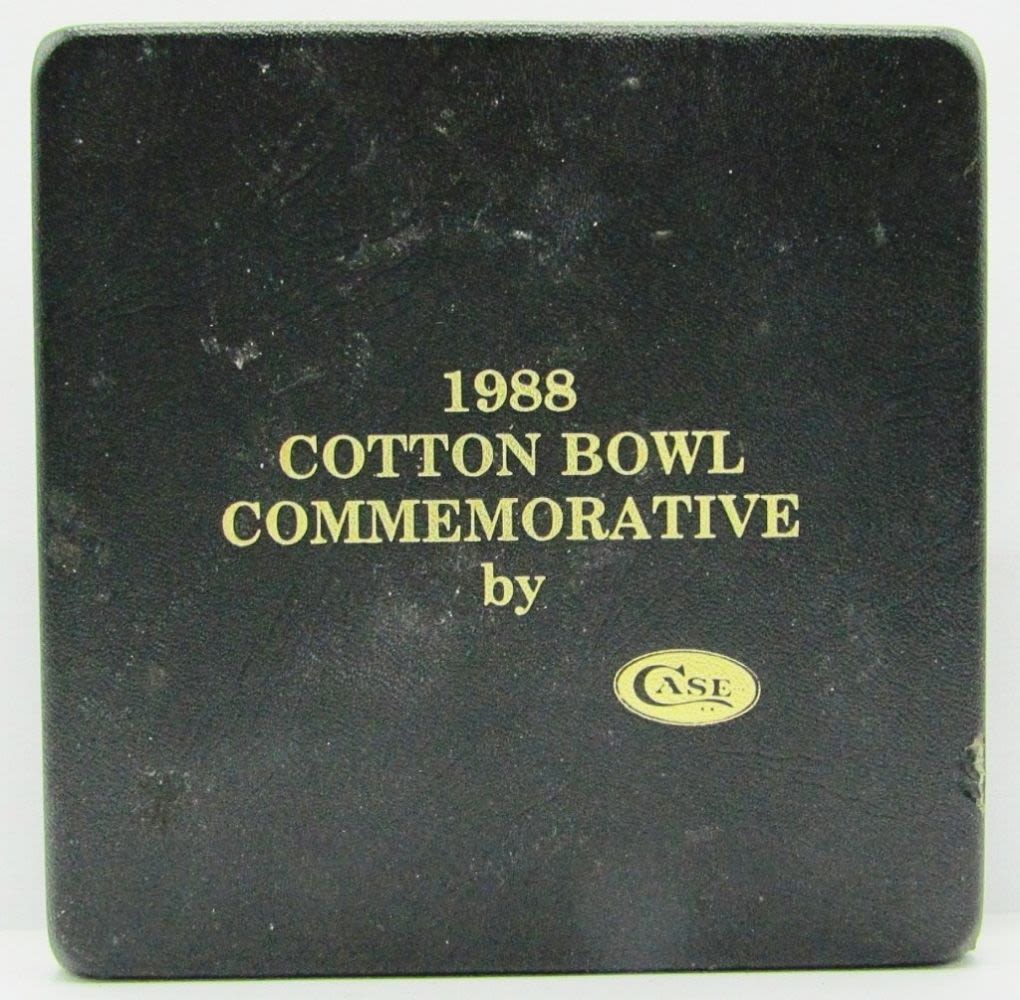 1988
COTTON BOWL
COMMEMORATIVE
by
CASE